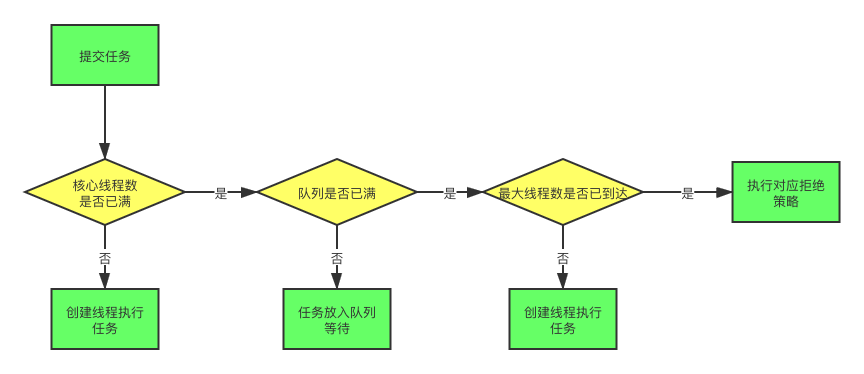 提交任务
核心线程数
是否已满
是
队列是否已满
是
最大线程数是否已到达
是
执行对应拒绝
策略
否
否
否
创建线程执行
任务
任务放入队列
等待
创建线程执行
任务